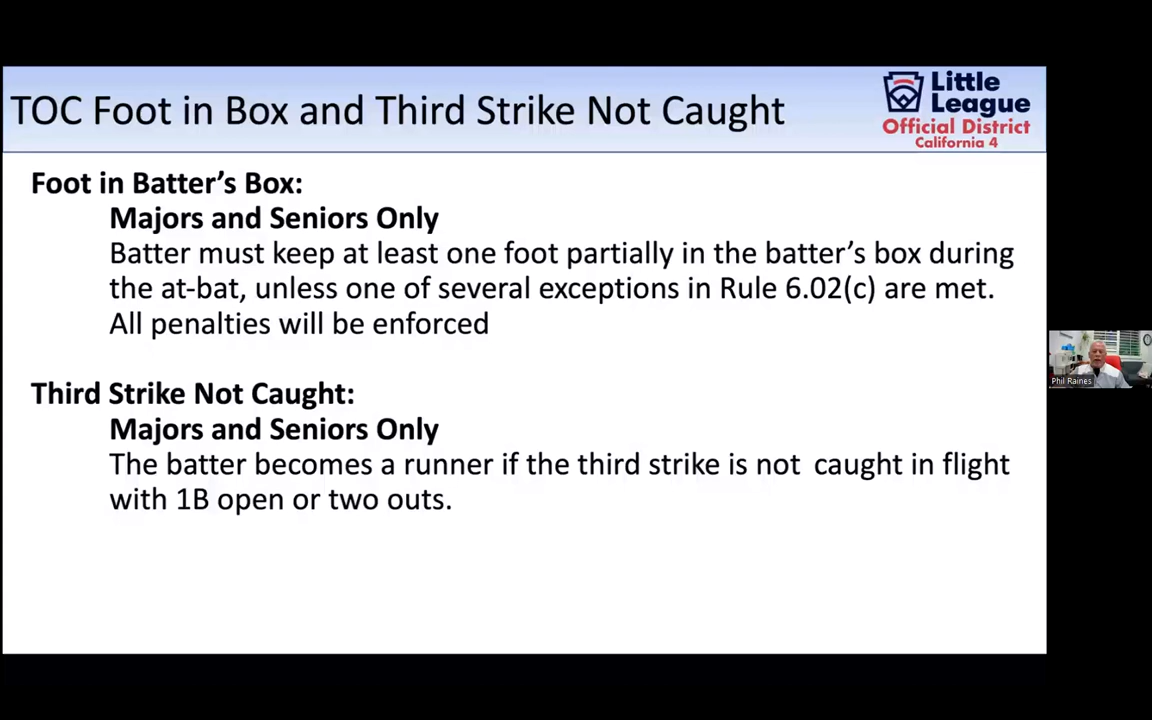 TOC Foot in Box and Third Strike Not Caught
Little
League
Official District
California 4
Foot in Batter's Box:
Majors and Seniors Only
Batter must keep at least one foot partially in the batter's box during
the at-bat, unless one of several exceptions in Rule 6.02(c) are met.
All penalties will be enforced
Third Strike Not Caught:
Majors and Seniors Only
The batter becomes a runner if the third strike is not caught in flight
with 1B open or two outs.
Phil Raines